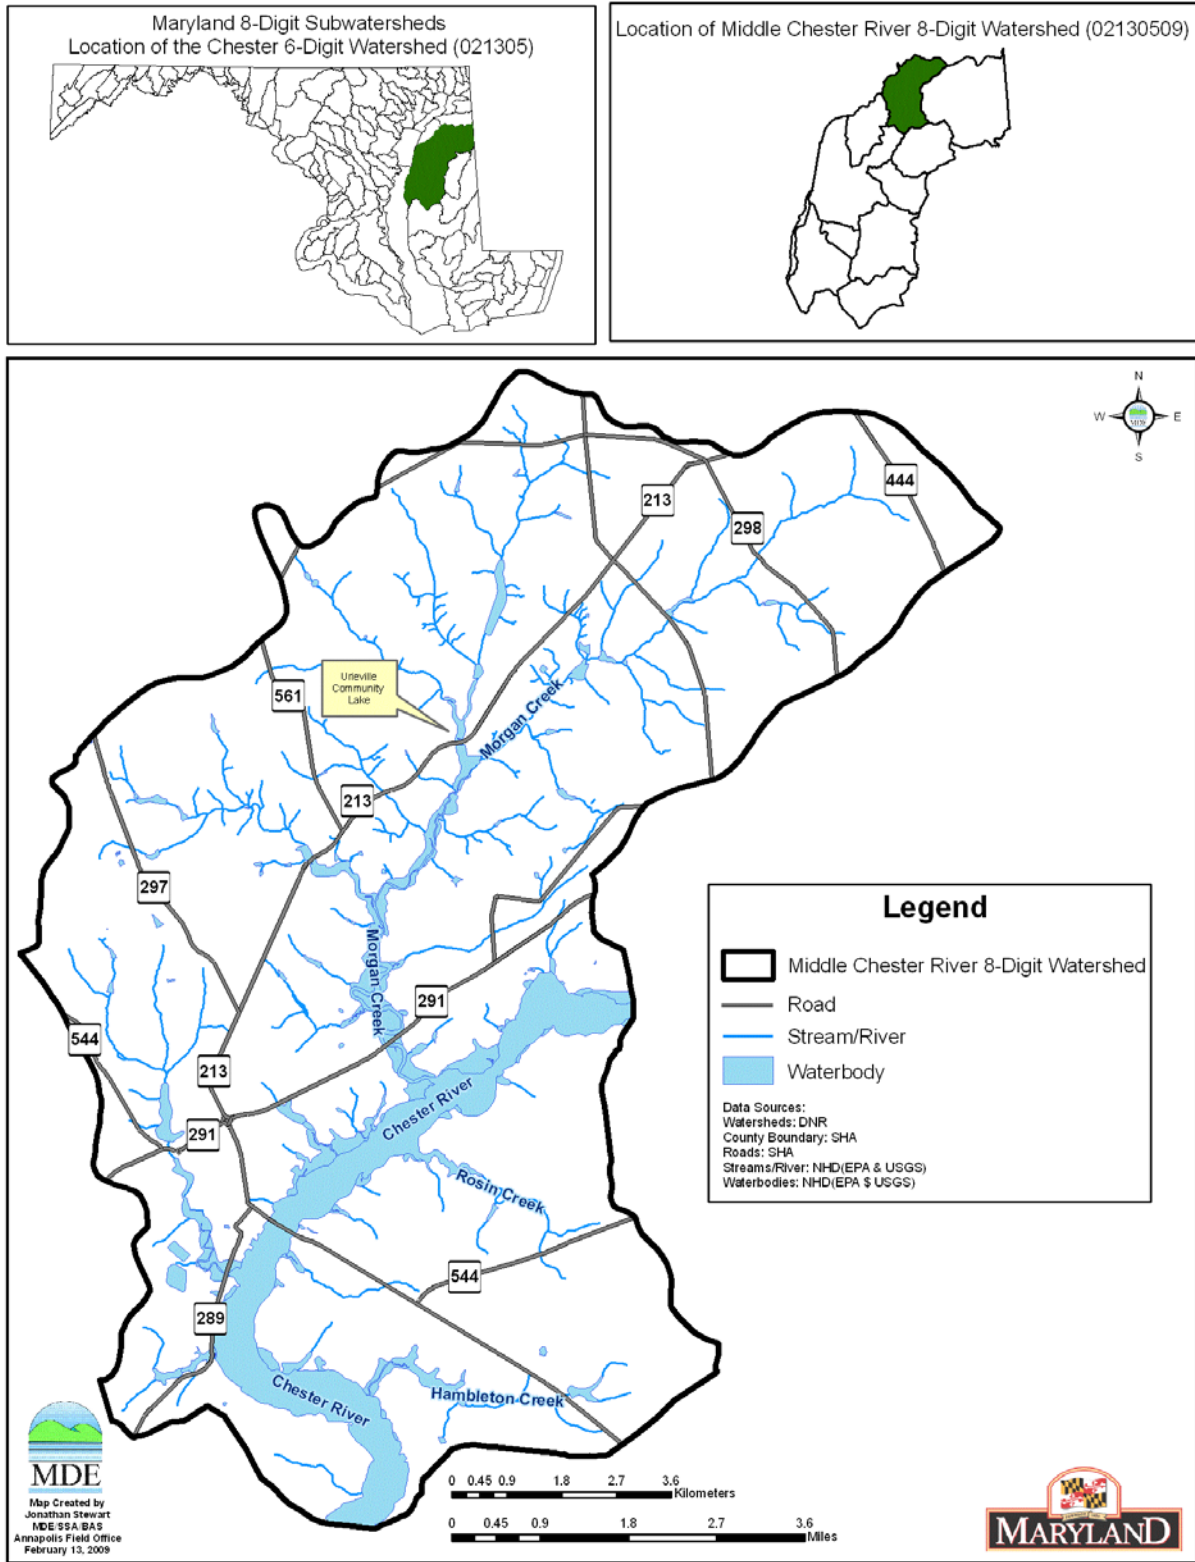 Maryland 8-Digit Subwatersheds
Location of the Chester 6-Digit Watershed (021305)
Location of Middle Chester River 8-Digit Watershed (02130509)
N
W
E
MDE
S
444
213
298
Urieville
Community
Lake
561
Morgan Creek
213
297
Morgan Creek
291
544
213
291
Chester River
Rosin Creek
544
289
Chester River
Hambleton Creek
Legend
Middle Chester River 8-Digit Watershed
Road
Stream/River
Waterbody
Data Sources:
Watersheds: DNR
County Boundary: SHA
Roads: SHA
Streams/River: NHD(EPA & USGS)
Waterbodies: NHD(EPA $ USGS)
MDE
Map Created by
Jonathan Stewart
MDE/SSA/BAS
Annapolis Field Office
February 13, 2009
0 0.45 0.9 1.8 2.7 3.6
Kilometers
0 0.45 0.9 1.8 2.7 3.6
Miles
MARYLAND